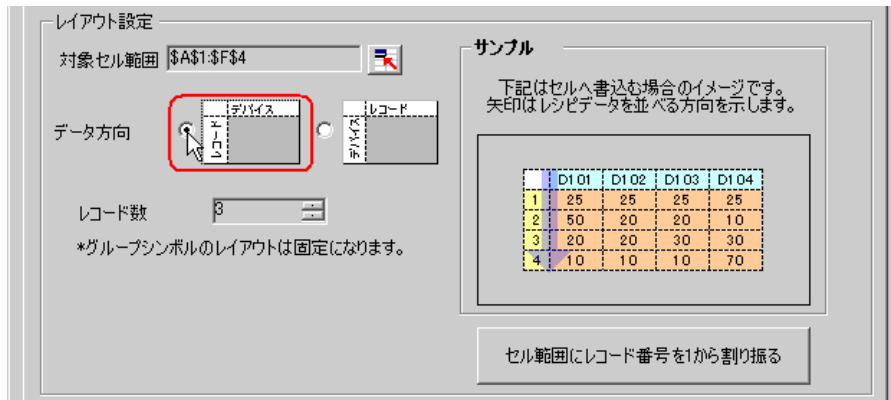 レイアウト設定
対象セル範囲 $A$1:$F$4
データ方向
デバイス
レコード
レコード
デバイス
レコード数 3
*グループシンボルのレイアウトは固定になります。
サンプル
下記はセルへ書込む場合のイメージです。
矢印はレシピデータを並べる方向を示します。
D101 D102 D103 D104
1 25 25 25 25
2 50 20 20 10
3 20 20 30 30
4 10 10 10 70
セル範囲にレコード番号を1から割り振る